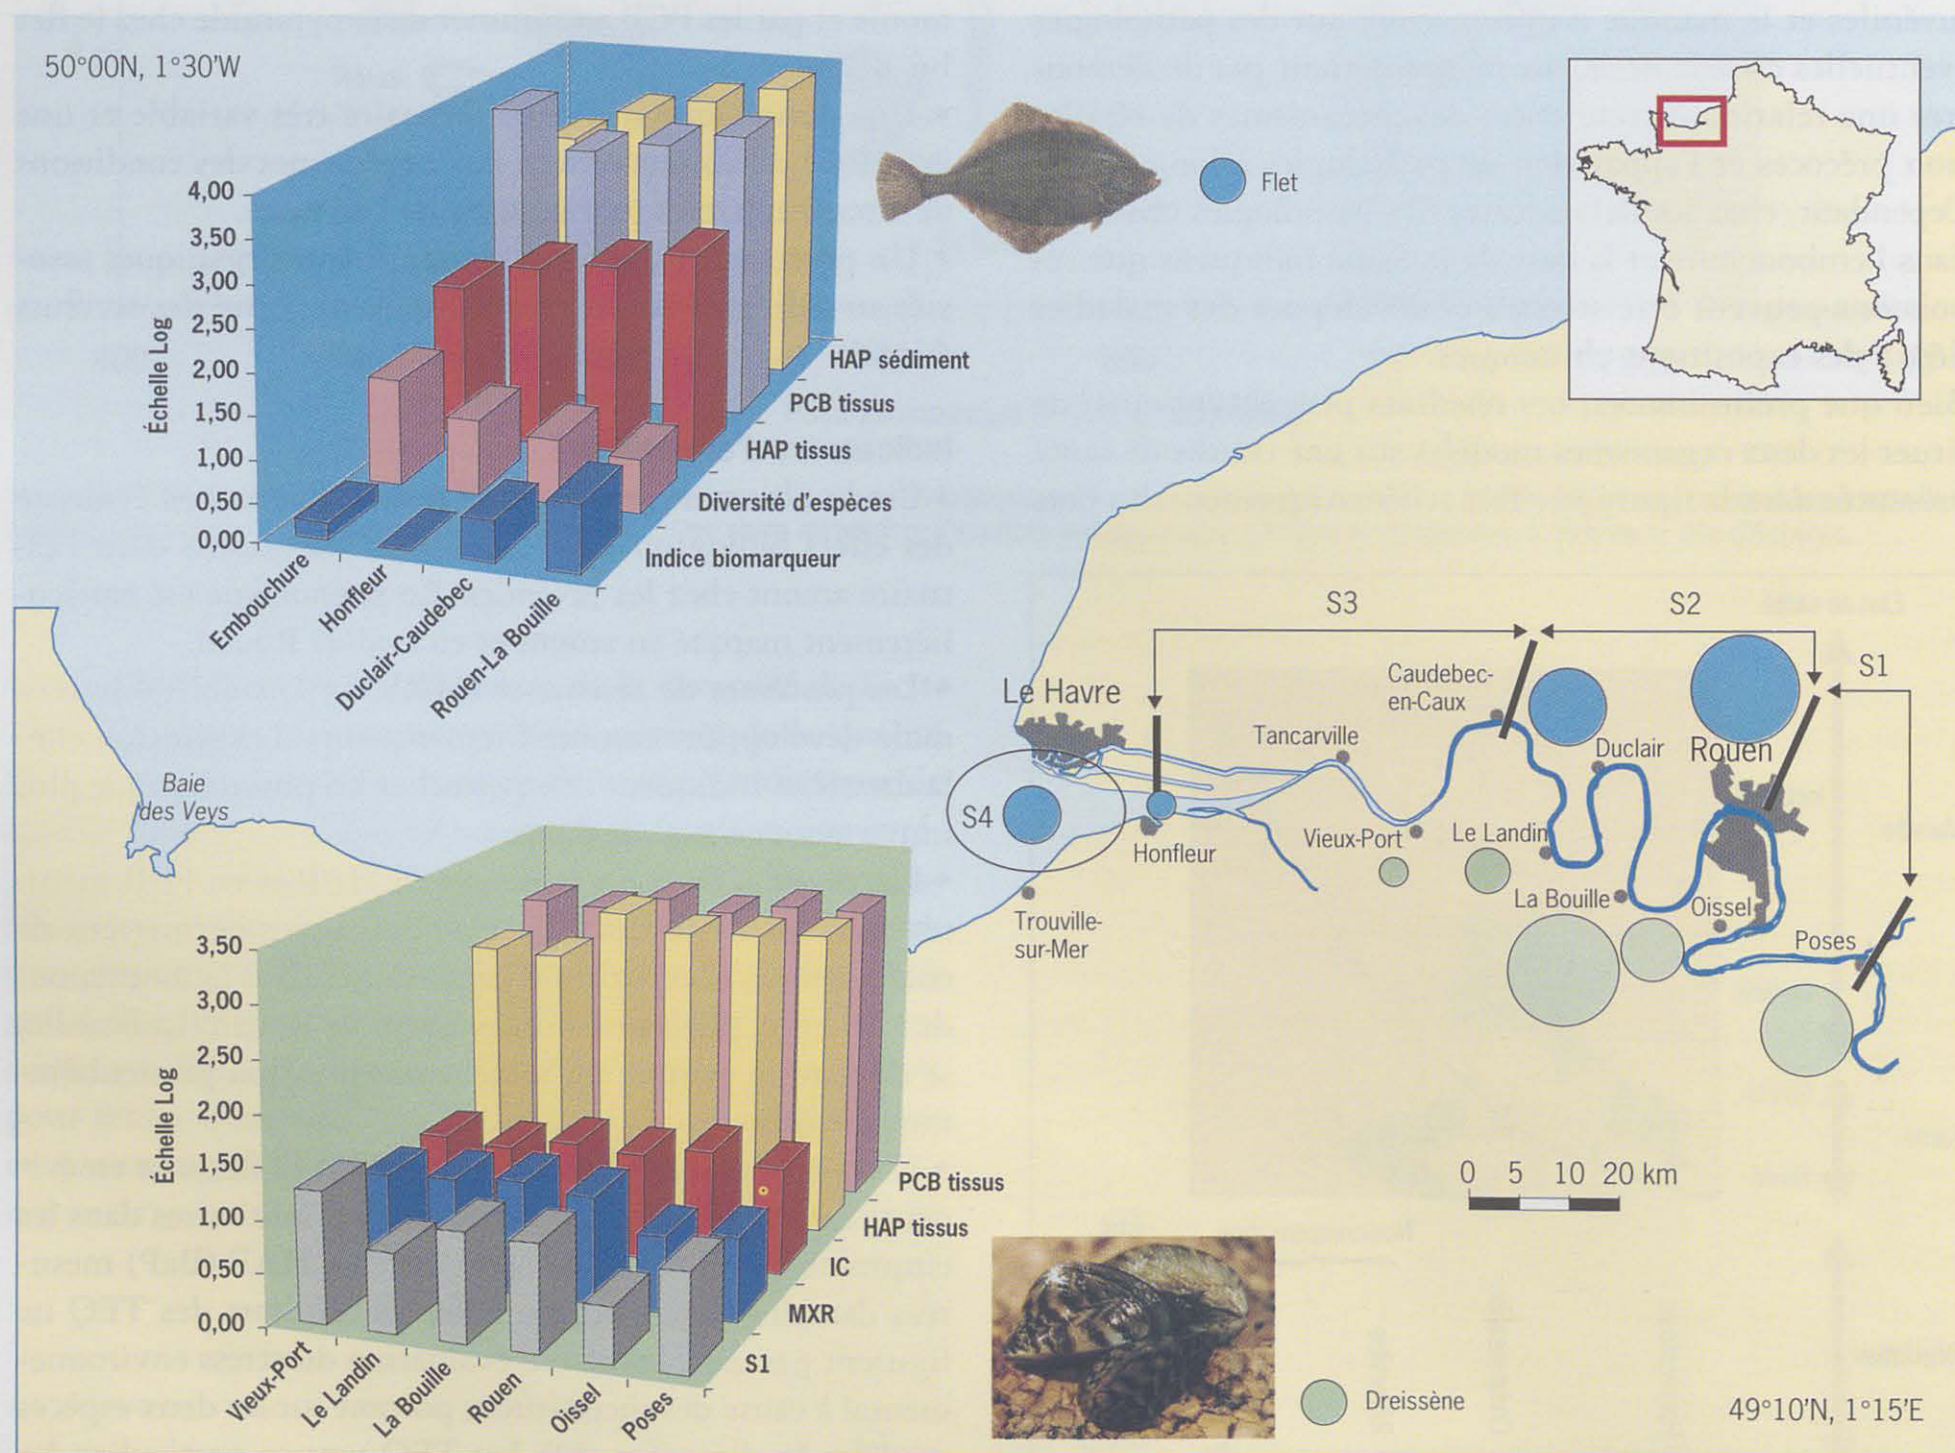 50°00N, 1°30'W
4,00
3,50
3,00
2,50
2,00
1,50
1,00
0,50
0,00
Échelle Log
Embouchure
Honfleur
Duclair-Caudebec
Rouen-La Bouille
HAP sédiment
PCB tissus
HAP tissus
Diversité d'espèces
Indice biomarqueur
Flet
Baie
des Veys
S3
S2
S1
Le Havre
Caudebec-
en-Caux
Tancarville
Duclair
Rouen
S4
Honfleur
Vieux-Port
Le Landin
La Bouille
Oissel
Poses
Trouville-
sur-Mer
0 5 10 20 km
3,50
3,00
2,50
2,00
1,50
1,00
0,50
0,00
Échelle Log
Vieux-Port
Le Landin
La Bouille
Rouen
Oissel
Poses
PCB tissus
HAP tissus
IC
MXR
S1
Dreissène
49°10'N, 1°15'E